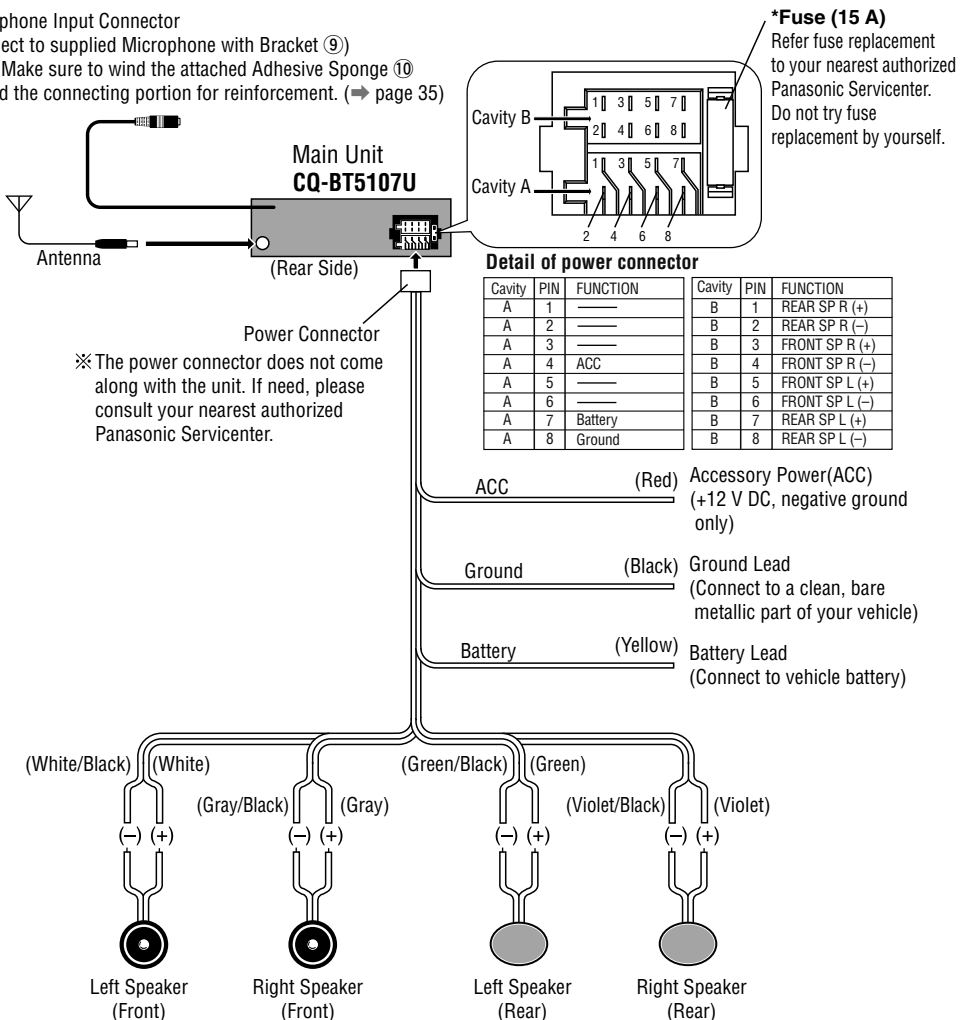 phone Input Connector
ect to supplied Microphone with Bracket ⑨)
Make sure to wind the attached Adhesive Sponge ⑩
d the connecting portion for reinforcement. (➡ page 35)
*Fuse (15 A)
Refer fuse replacement
to your nearest authorized
Panasonic Servicenter.
Do not try fuse
replacement by yourself.
Cavity B
1 3 5 7
2 4 6 8
Cavity A
1 3 5 7
2 4 6 8
Main Unit
CQ-BT5107U
Antenna
(Rear Side)
Power Connector
※ The power connector does not come
along with the unit. If need, please
consult your nearest authorized
Panasonic Servicenter.
Detail of power connector
Cavity PIN FUNCTION Cavity PIN FUNCTION
A 1 —— B 1 REAR SP R (+)
A 2 —— B 2 REAR SP R (–)
A 3 —— B 3 FRONT SP R (+)
A 4 ACC B 4 FRONT SP R (–)
A 5 —— B 5 FRONT SP L (+)
A 6 —— B 6 FRONT SP L (–)
A 7 Battery B 7 REAR SP L (+)
A 8 Ground B 8 REAR SP L (–)
ACC (Red) Accessory Power(ACC)
(+12 V DC, negative ground
only)
Ground (Black) Ground Lead
(Connect to a clean, bare
metallic part of your vehicle)
Battery (Yellow) Battery Lead
(Connect to vehicle battery)
(White/Black) (White) (Green/Black) (Green)
(Gray/Black) (Gray) (Violet/Black) (Violet)
(–) (+) (–) (+) (–) (+) (–) (+)
Left Speaker Right Speaker Left Speaker Right Speaker
(Front) (Front) (Rear) (Rear)